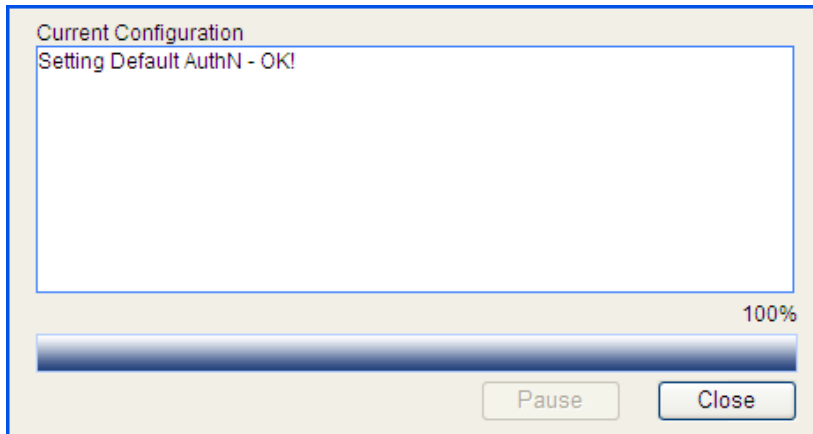 Current Configuration
Setting Default AuthN - OK!
100%
Pause
Close